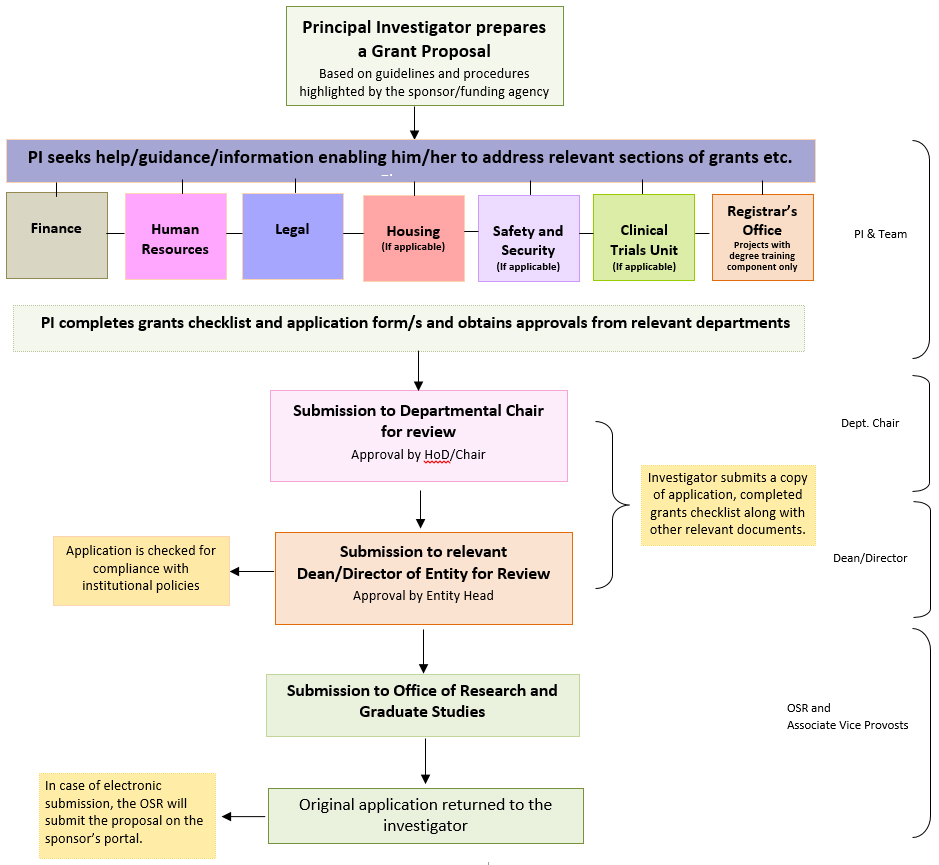 Principal Investigator prepares
a Grant Proposal
Based on guidelines and procedures
highlighted by the sponsor/funding agency
PI seeks help/guidance/information enabling him/her to address relevant sections of grants etc.
Finance
Human
Resources
Legal
Housing
(If applicable)
Safety and
Security
(If applicable)
Clinical
Trials Unit
(If applicable)
Registrar's
Office
Projects with
degree training
component only
PI & Team
PI completes grants checklist and application form/s and obtains approvals from relevant departments
Submission to Departmental Chair
for review
Approval by HoD/Chair
Dept. Chair
Investigator submits a copy
of application, completed
grants checklist along with
other relevant documents.
Application is checked for
compliance with
institutional policies
Submission to relevant
Dean/Director of Entity for Review
Approval by Entity Head
Dean/Director
Submission to Office of Research and
Graduate Studies
OSR and
Associate Vice Provosts
In case of electronic
submission, the OSR will
submit the proposal on the
sponsor's portal.
Original application returned to the
investigator